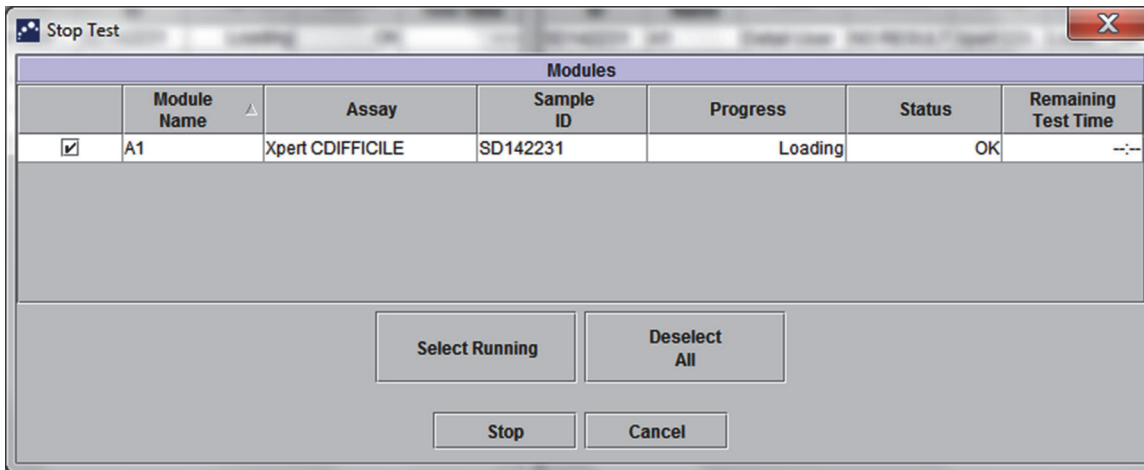 Stop Test
Modules
Module Name
Assay
Sample ID
Progress
Status
Remaining Test Time
A1 Xpert CDIFFICILE SD142231 Loading OK --:--
Select Running
Deselect All
Stop
Cancel